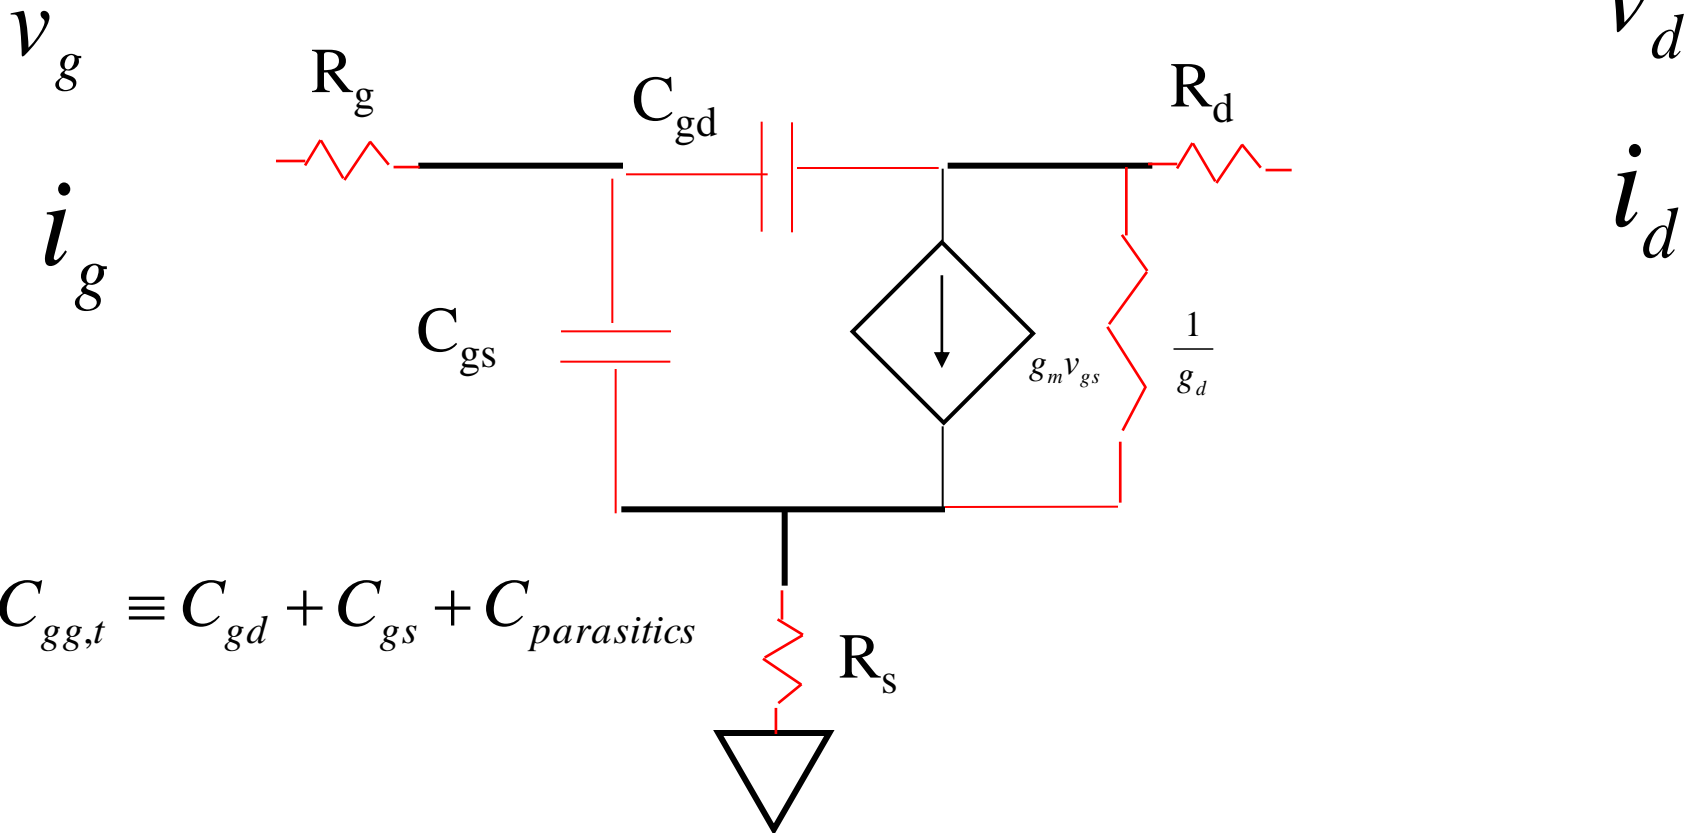 v_g
v_d
R_g
C_gd
R_d
i_g
i_d
C_gs
g_m v_gs
1/g_d
C_gg,t ≡ C_gd + C_gs + C_parasitics
R_s